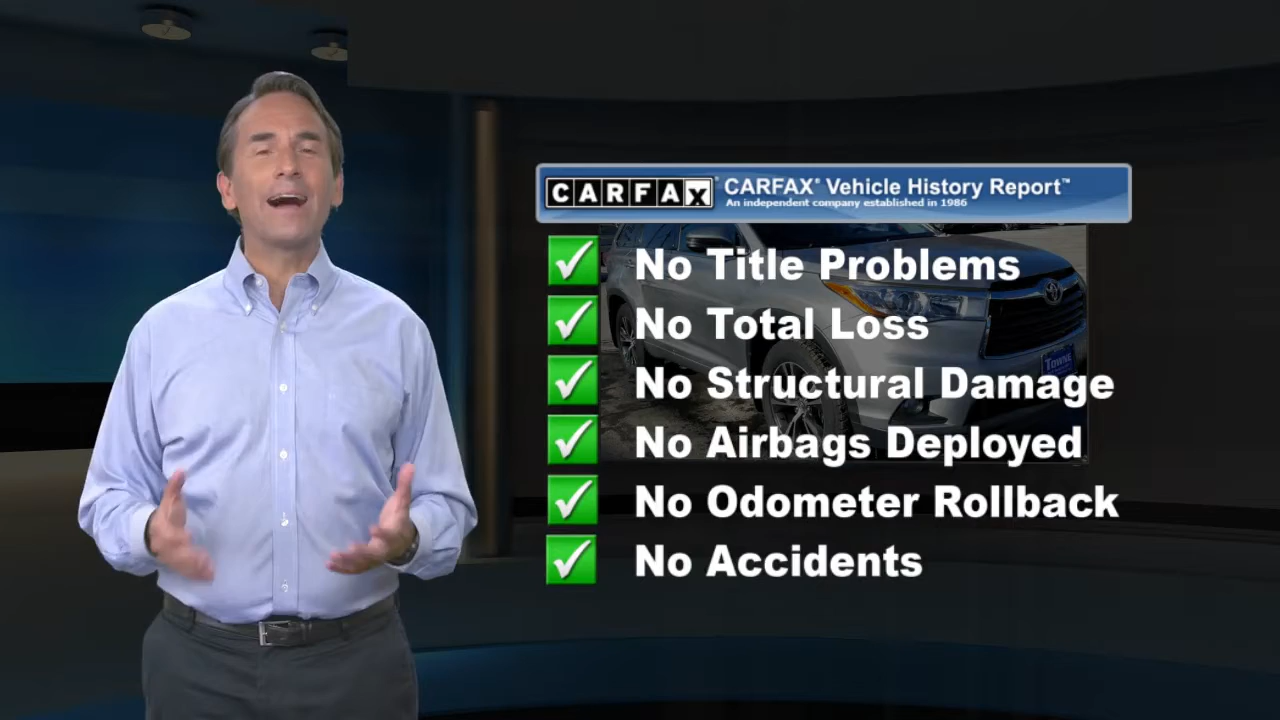 CARFAX
CARFAX® Vehicle History Report™
An independent company established in 1986
No Title Problems
No Total Loss
No Structural Damage
TOWNE
No Airbags Deployed
No Odometer Rollback
No Accidents